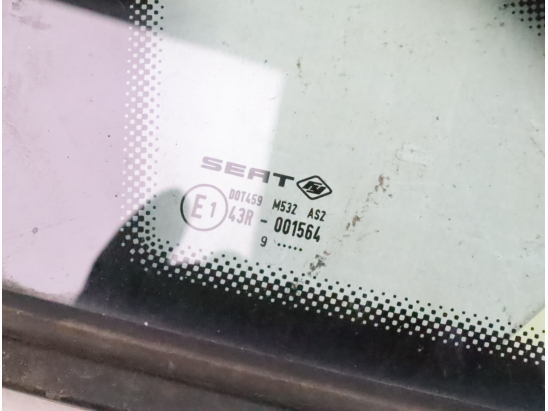 SEAT
DOT459 M532 AS2
E1 43R - 001564
9 .....